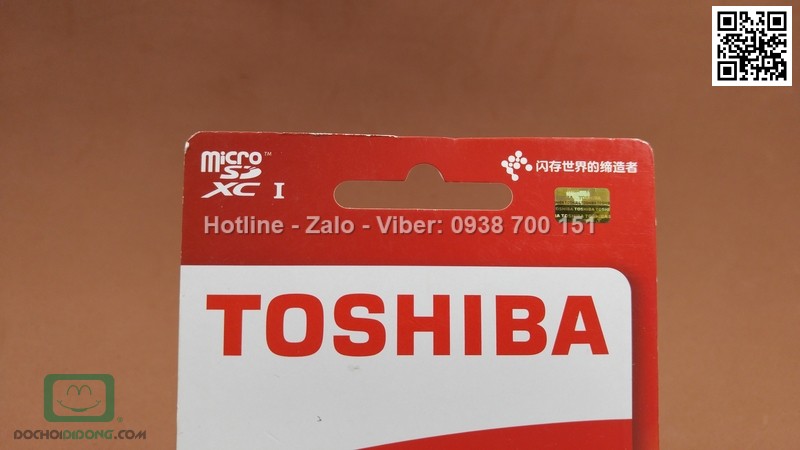 micro™
SD
XC I
闪存世界的缔造者
Hotline - Zalo - Viber: 0938 700 151
TOSHIBA
DOCHOIDIDONG.COM